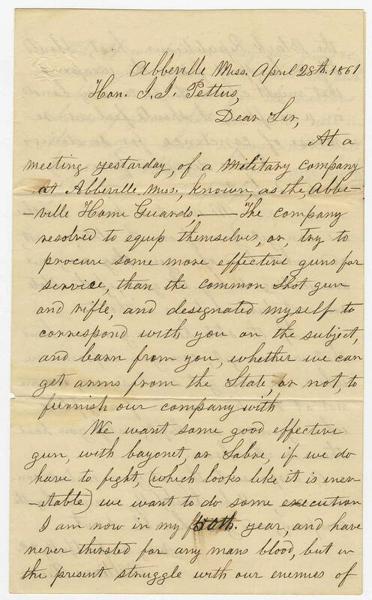 Abbeville Miss. April 28th. 1861
Hon. J. J. Pettus,
Dear Sir,
At a
meeting yestarday, of a Military Company
at Abbeville Miss., known, as the, Abbe-
-ville Home Guards. — The company
resolved to equip themselves, or, try to
procure some more effective guns for
service, than the common Shot gun
and rifle, and designated myself to
correspond with you on the subject,
and learn from you, whether we can
get arms from the State or not, to
furnish our company with
We want some good effective
gun, with bayonet or Sabre, if we do
have to fight, (which looks like it is inev-
-itable) we want to do some execution
I am now in my 50th. year, and have
never thirsted for any mans blood, but in
the present struggle with our enemies of